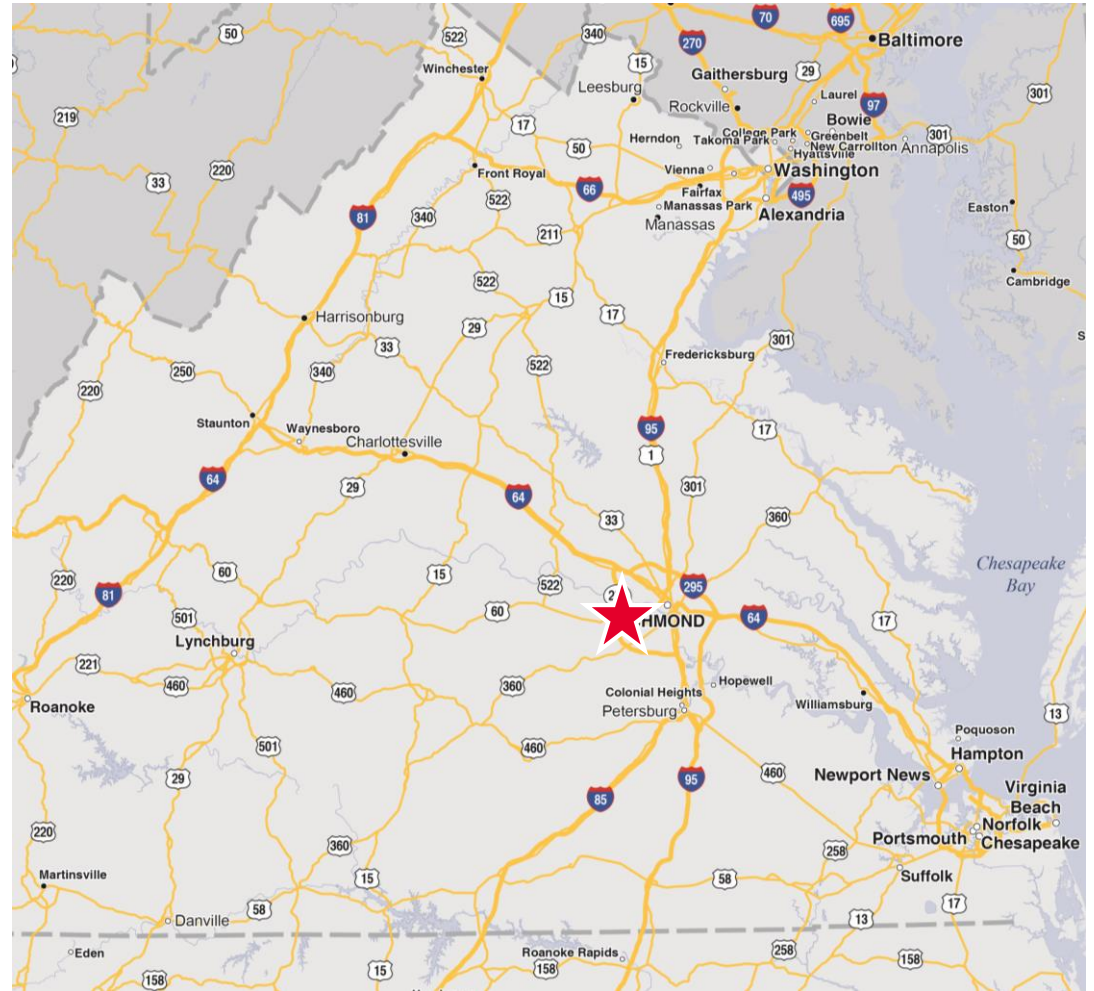 70
695
50
522
340
270
Baltimore
15
Winchester
Gaithersburg
29
Leesburg
Laurel
301
Rockville
97
219
17
Bowie
College Park
Greenbelt
301
Herndon
Takoma Park
New Carrollton
Annapolis
50
Hyattsville
Vienna
Washington
220
Front Royal
33
66
Fairfax
495
522
Manassas Park
Easton
81
340
Alexandria
Manassas
211
50
522
Cambridge
15
17
Harrisonburg
29
301
S
33
Fredericksburg
250
340
522
220
Staunton
Waynesboro
95
17
Charlottesville
1
64
29
64
301
33
360
Chesapeake
Bay
60
15
220
522
295
81
2
60
501
HMOND
64
17
Lynchburg
221
460
460
360
Hopewell
Colonial Heights
Williamsburg
Roanoke
Petersburg
13
Poquoson
501
460
Hampton
29
460
Newport News
95
Virginia
Beach
85
220
Norfolk
Portsmouth
Chesapeake
360
258
Martinsville
15
58
Suffolk
58
17
Danville
13
Eden
Roanoke Rapids
258
158
15
158
158